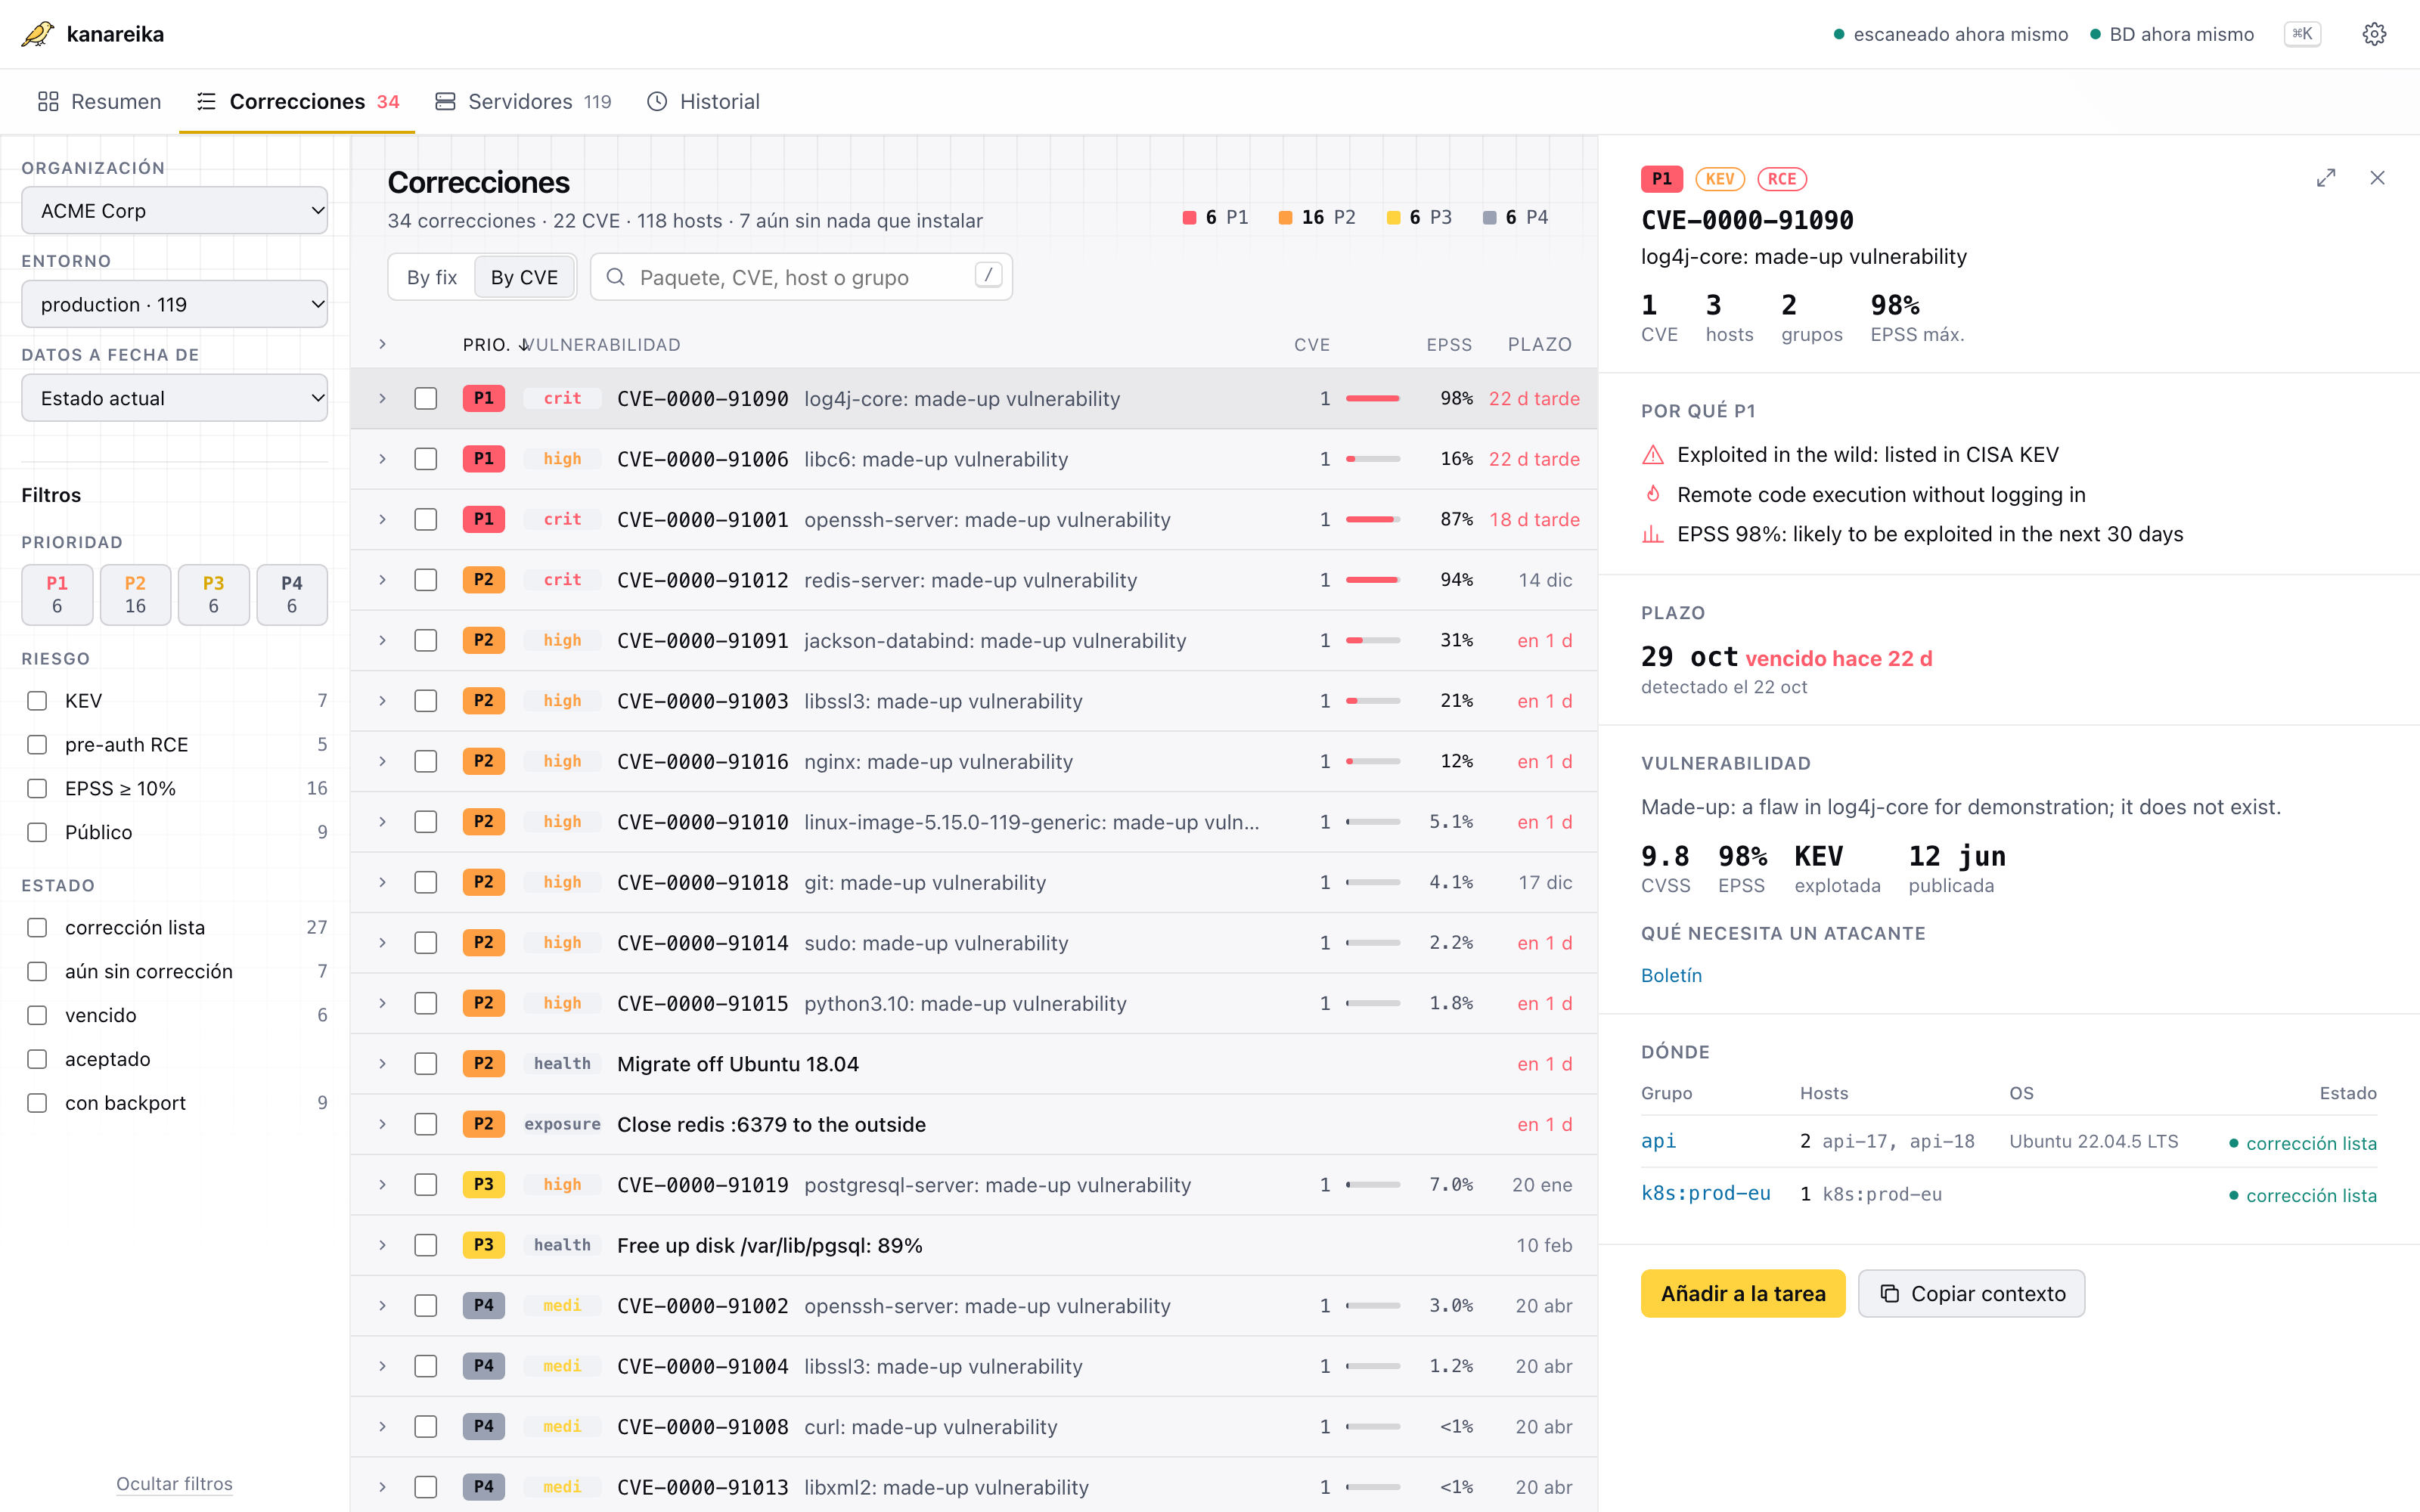 kanareika
escaneado ahora mismo BD ahora mismo ⌘K
Resumen Correcciones 34 Servidores 119 Historial
ORGANIZACIÓN
ACME Corp
ENTORNO
production · 119
DATOS A FECHA DE
Estado actual
Filtros
PRIORIDAD
P1 P2 P3 P4
6 16 6 6
RIESGO
KEV 7
pre-auth RCE 5
EPSS ≥ 10% 16
Público 9
ESTADO
corrección lista 27
aún sin corrección 7
vencido 6
aceptado
con backport 9
Ocultar filtros
Correcciones
34 correcciones · 22 CVE · 118 hosts · 7 aún sin nada que instalar
6 P1 16 P2 6 P3 6 P4
By fix By CVE Paquete, CVE, host o grupo /
PRIO. ↓ VULNERABILIDAD CVE EPSS PLAZO
P1 crit CVE-0000-91090 log4j-core: made-up vulnerability 1 98% 22 d tarde
P1 high CVE-0000-91006 libc6: made-up vulnerability 1 16% 22 d tarde
P1 crit CVE-0000-91001 openssh-server: made-up vulnerability 1 87% 18 d tarde
P2 crit CVE-0000-91012 redis-server: made-up vulnerability 1 94% 14 dic
P2 high CVE-0000-91091 jackson-databind: made-up vulnerability 1 31% en 1 d
P2 high CVE-0000-91003 libssl3: made-up vulnerability 1 21% en 1 d
P2 high CVE-0000-91016 nginx: made-up vulnerability 1 12% en 1 d
P2 high CVE-0000-91010 linux-image-5.15.0-119-generic: made-up vuln... 1 5.1% en 1 d
P2 high CVE-0000-91018 git: made-up vulnerability 1 4.1% 17 dic
P2 high CVE-0000-91014 sudo: made-up vulnerability 1 2.2% en 1 d
P2 high CVE-0000-91015 python3.10: made-up vulnerability 1 1.8% en 1 d
P2 health Migrate off Ubuntu 18.04 en 1 d
P2 exposure Close redis :6379 to the outside en 1 d
P3 high CVE-0000-91019 postgresql-server: made-up vulnerability 1 7.0% 20 ene
P3 health Free up disk /var/lib/pgsql: 89% 10 feb
P4 medi CVE-0000-91002 openssh-server: made-up vulnerability 1 3.0% 20 abr
P4 medi CVE-0000-91004 libssl3: made-up vulnerability 1 1.2% 20 abr
P4 medi CVE-0000-91008 curl: made-up vulnerability 1 <1% 20 abr
P4 medi CVE-0000-91013 libxml2: made-up vulnerability 1 <1% 20 abr
P1 KEV RCE
CVE-0000-91090
log4j-core: made-up vulnerability
1 3 2 98%
CVE hosts grupos EPSS máx.
POR QUÉ P1
Exploited in the wild: listed in CISA KEV
Remote code execution without logging in
EPSS 98%: likely to be exploited in the next 30 days
PLAZO
29 oct vencido hace 22 d
detectado el 22 oct
VULNERABILIDAD
Made-up: a flaw in log4j-core for demonstration; it does not exist.
9.8 98% KEV 12 jun
CVSS EPSS explotada publicada
QUÉ NECESITA UN ATACANTE
Boletín
DÓNDE
Grupo Hosts OS Estado
api 2 api-17, api-18 Ubuntu 22.04.5 LTS corrección lista
k8s:prod-eu 1 k8s:prod-eu corrección lista
Añadir a la tarea Copiar contexto